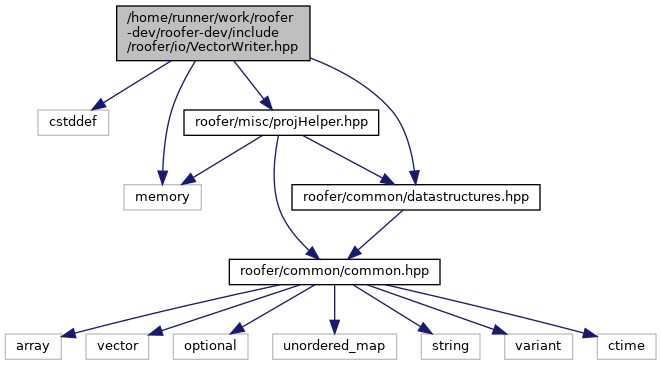 /home/runner/work/roofer
-dev/roofer-dev/include
/roofer/io/VectorWriter.hpp
cstddef
roofer/misc/projHelper.hpp
memory
roofer/common/datastructures.hpp
roofer/common/common.hpp
array
vector
optional
unordered_map
string
variant
ctime